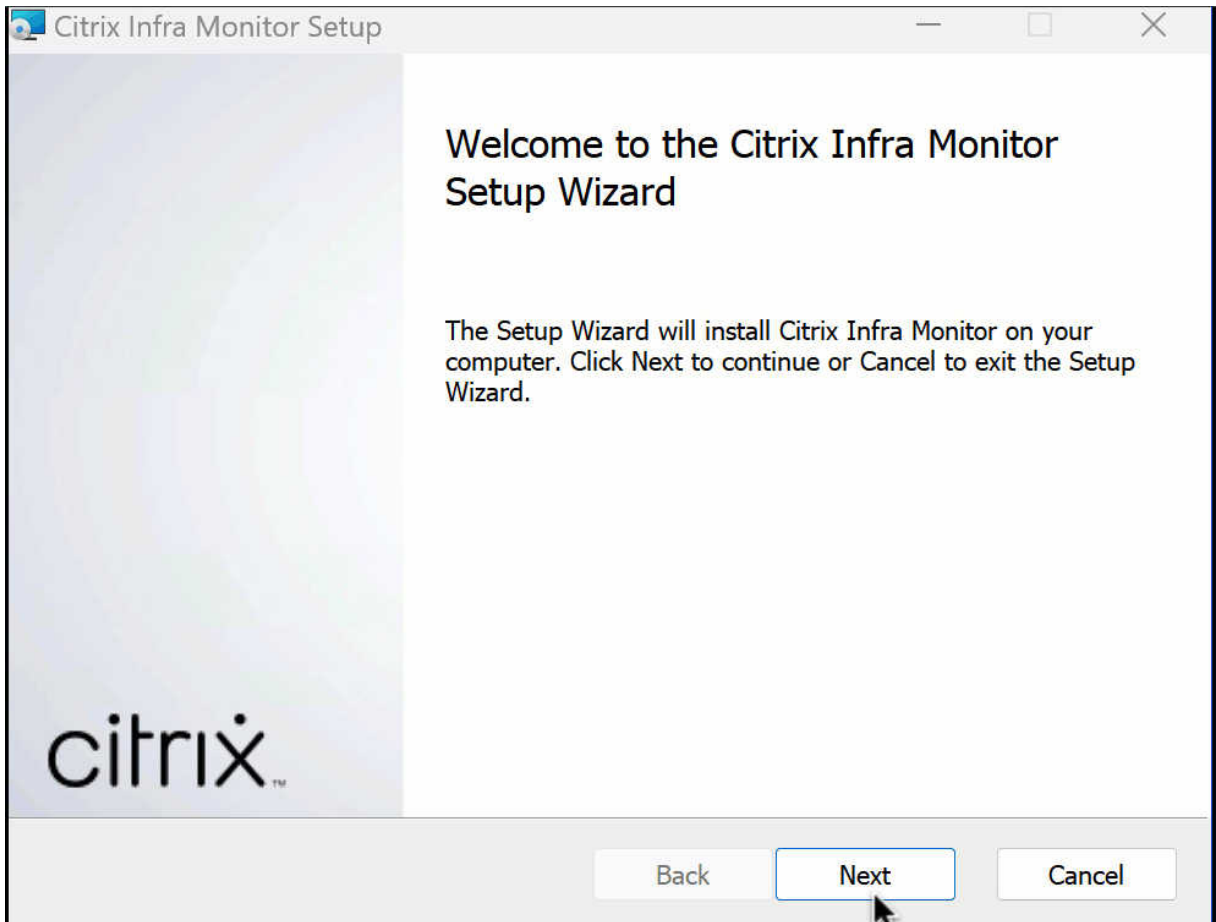 Citrix Infra Monitor Setup
Welcome to the Citrix Infra Monitor
Setup Wizard
The Setup Wizard will install Citrix Infra Monitor on your
computer. Click Next to continue or Cancel to exit the Setup
Wizard.
citrix™
Back
Next
Cancel